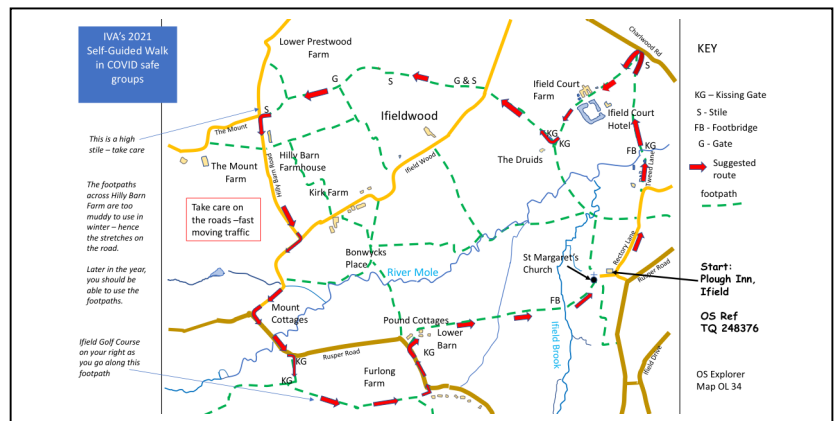 IVA's 2021
Self-Guided Walk
in COVID safe
groups
This is a high
stile – take care
The footpaths
across Hilly Barn
Farm are too
muddy to use in
winter – hence
the stretches on
the road.
Later in the year,
you should be
able to use the
footpaths.
Ifield Golf Course
on your right as
you go along this
footpath
Lower Prestwood
Farm
G
S
G & S
S
Charlwood Rd
S
Ifieldwood
Ifield Court
Farm
Ifield Court
Hotel
KG
KG
The Druids
FB
KG
Tweed Lane
The Mount
The Mount
Farm
Hilly Barn
Farmhouse
Hilly Barn Road
Kirk Farm
Ifield Wood
Take care on
the roads –fast
moving traffic
Bonwycks
Place
River Mole
St Margaret's
Church
Rectory Lane
Rusper Road
Mount
Cottages
Pound Cottages
Lower
Barn
FB
Ifield Brook
KG
KG
KG
Rusper Road
Furlong
Farm
Ifield Drive
KEY
KG – Kissing Gate
S - Stile
FB - Footbridge
G - Gate
Suggested
route
footpath
Start:
Plough Inn,
Ifield
OS Ref
TQ 248376
OS Explorer
Map OL 34